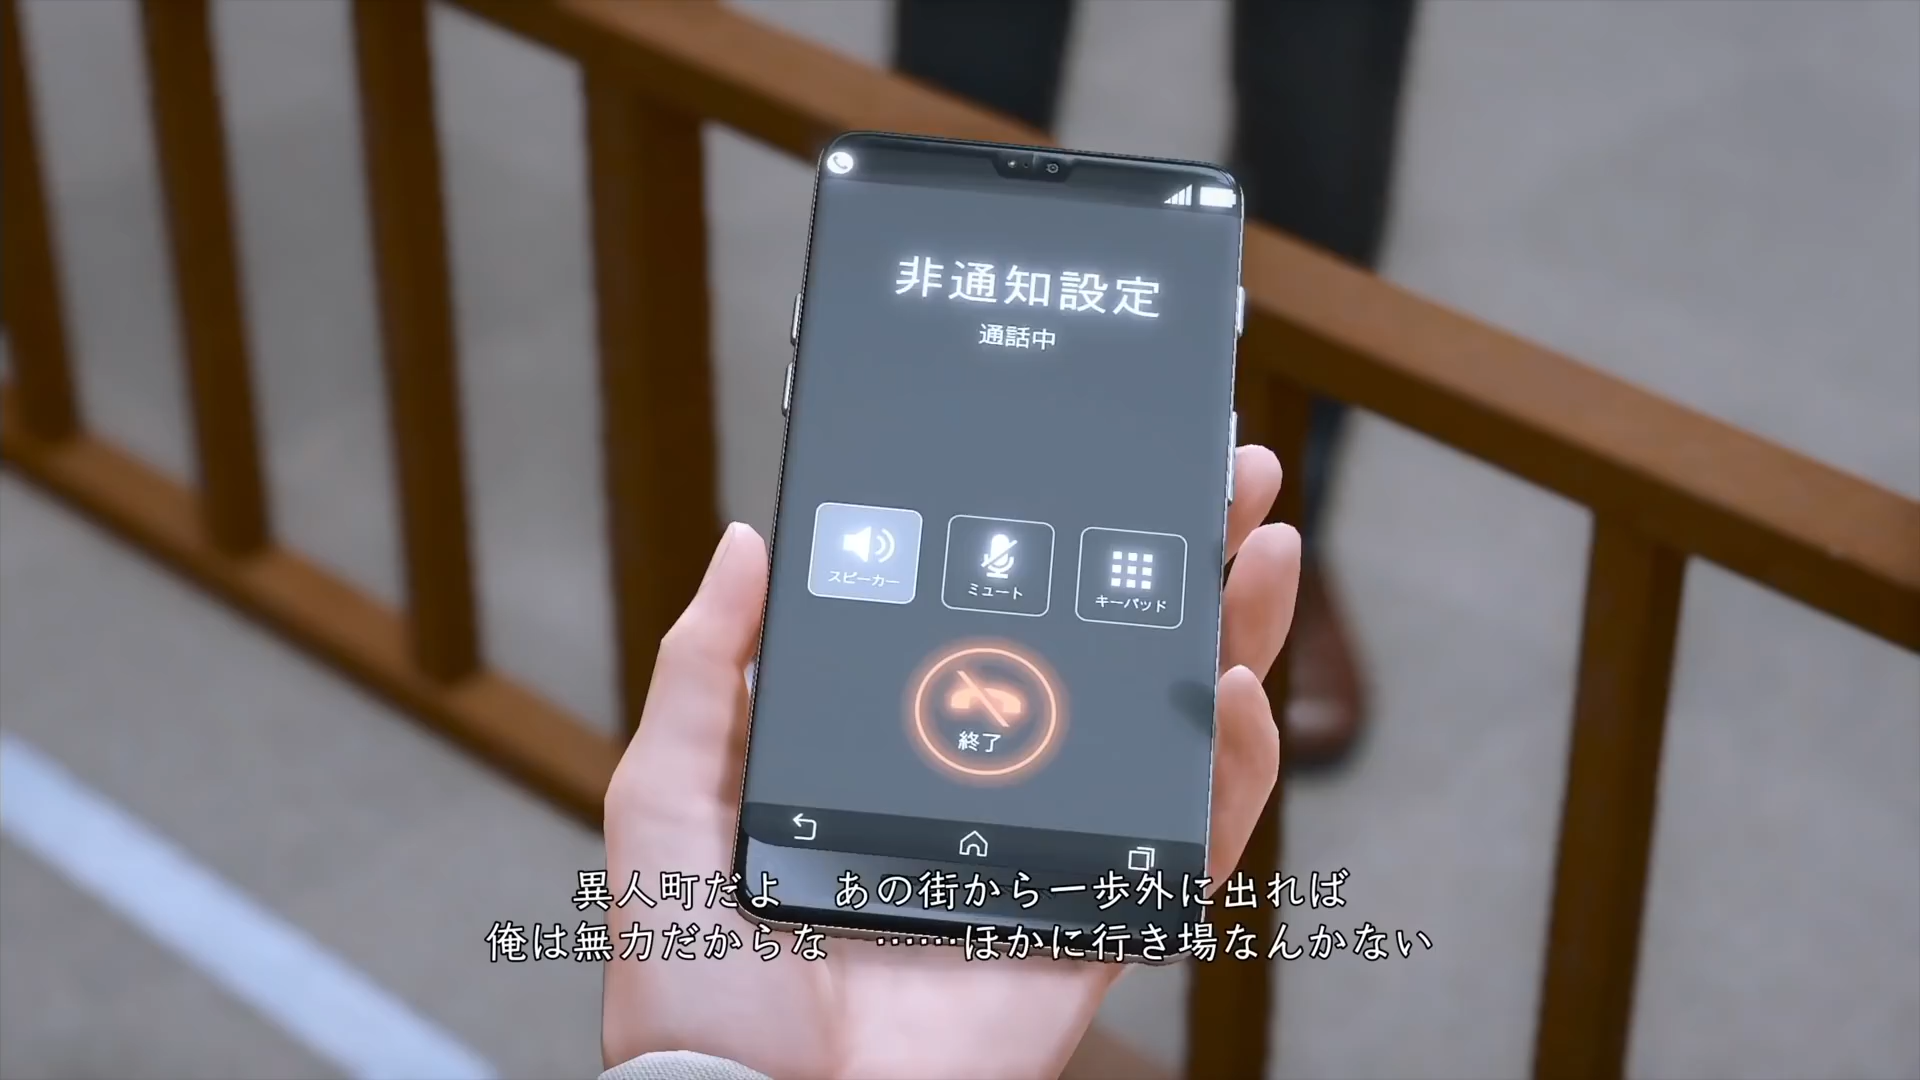 非通知設定
通話中
スピーカー
ミュート
キーパッド
終了
異人町だよ　あの街から一歩外に出れば
俺は無力だからな　……ほかに行き場なんかない